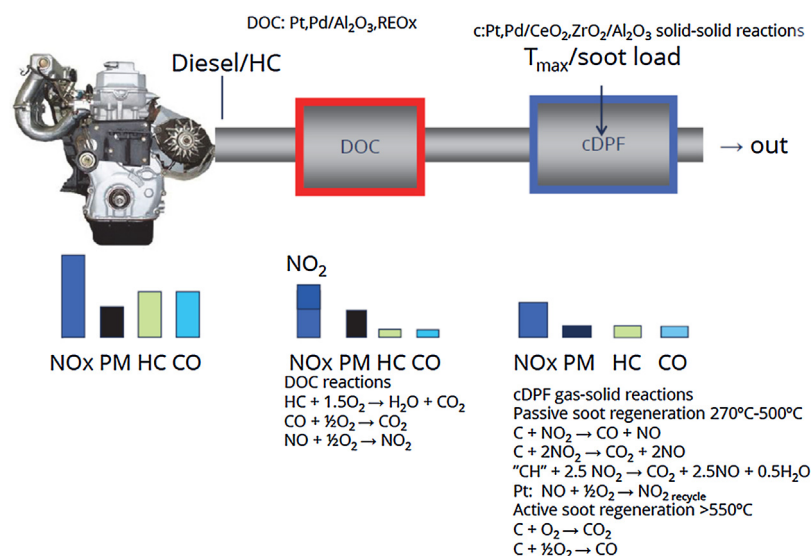 DOC: Pt,Pd/Al₂O₃,REOx
c:Pt,Pd/CeO₂,ZrO₂/Al₂O₃ solid-solid reactions
Diesel/HC
Tmax/soot load
DOC
cDPF
→ out
NO₂
NOx PM HC CO
NOx PM HC CO
NOx PM HC CO
DOC reactions
HC + 1.5O₂ → H₂O + CO₂
CO + ½O₂ → CO₂
NO + ½O₂ → NO₂
cDPF gas-solid reactions
Passive soot regeneration 270ºC-500ºC
C + NO₂ → CO + NO
C + 2NO₂ → CO₂ + 2NO
”CH” + 2.5 NO₂ → CO₂ + 2.5NO + 0.5H₂O
Pt: NO + ½O₂ → NO₂ recycle
Active soot regeneration >550ºC
C + O₂ → CO₂
C + ½O₂ → CO